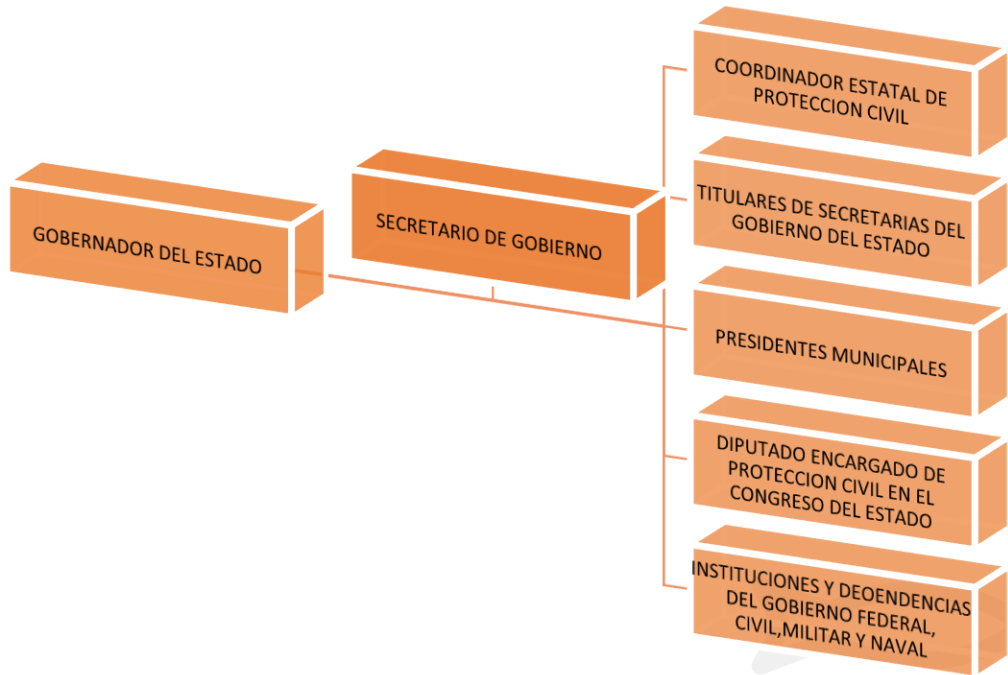 GOBERNADOR DEL ESTADO
SECRETARIO DE GOBIERNO
COORDINADOR ESTATAL DE
PROTECCION CIVIL
TITULARES DE SECRETARIAS DEL
GOBIERNO DEL ESTADO
PRESIDENTES MUNICIPALES
DIPUTADO ENCARGADO DE
PROTECCION CIVIL EN EL
CONGRESO DEL ESTADO
INSTITUCIONES Y DEOENDENCIAS
DEL GOBIERNO FEDERAL,
CIVIL,MILITAR Y NAVAL